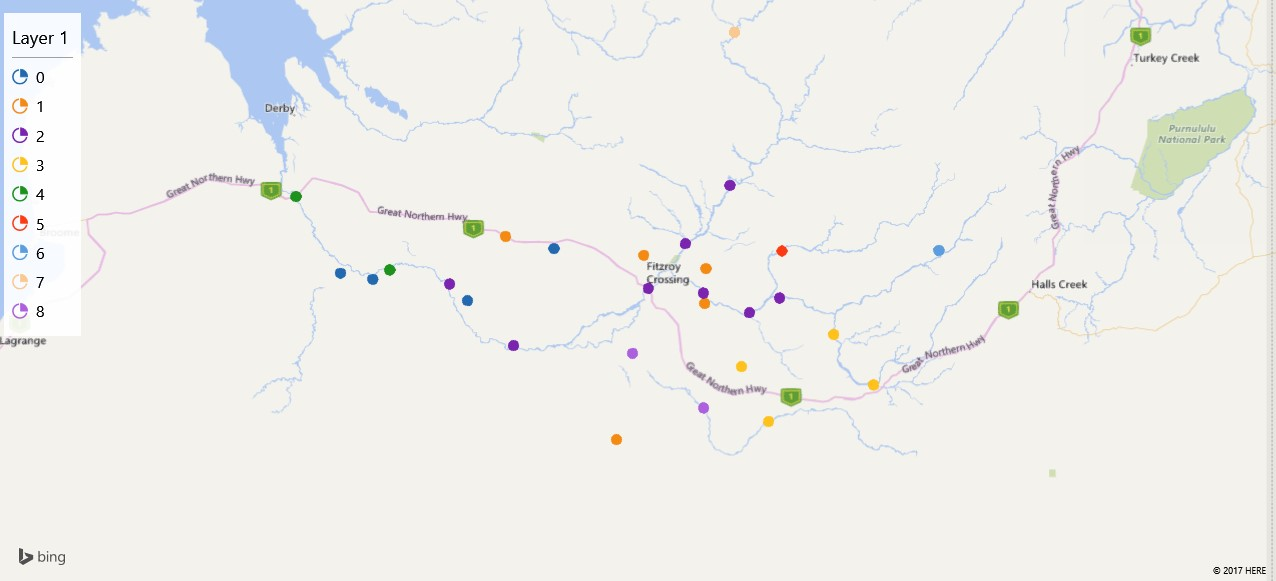 Layer 1
0
1
2
3
4
5
6
7
8
1
Turkey Creek
Derby
Purnululu
National Park
Great Northern Hwy
1
Great Northern Hwy
1
Great Northern Hwy
Fitzroy
Crossing
Halls Creek
1
Lagrange
Great Northern Hwy
Great Northern Hwy
1
bing
© 2017 HERE